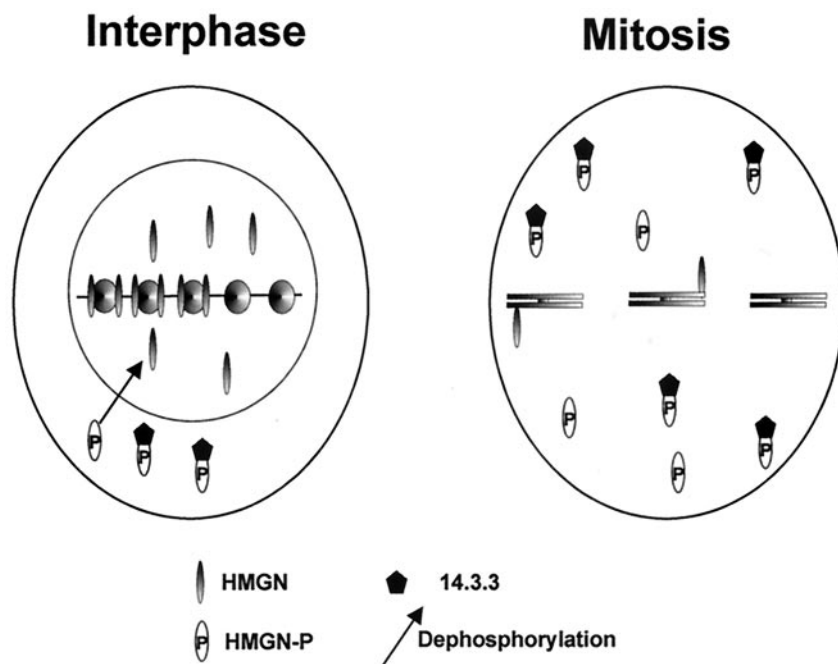 Interphase Mitosis
P P
P P
P P P
P P
P P
P
HMGN 14.3.3
P HMGN-P Dephosphorylation